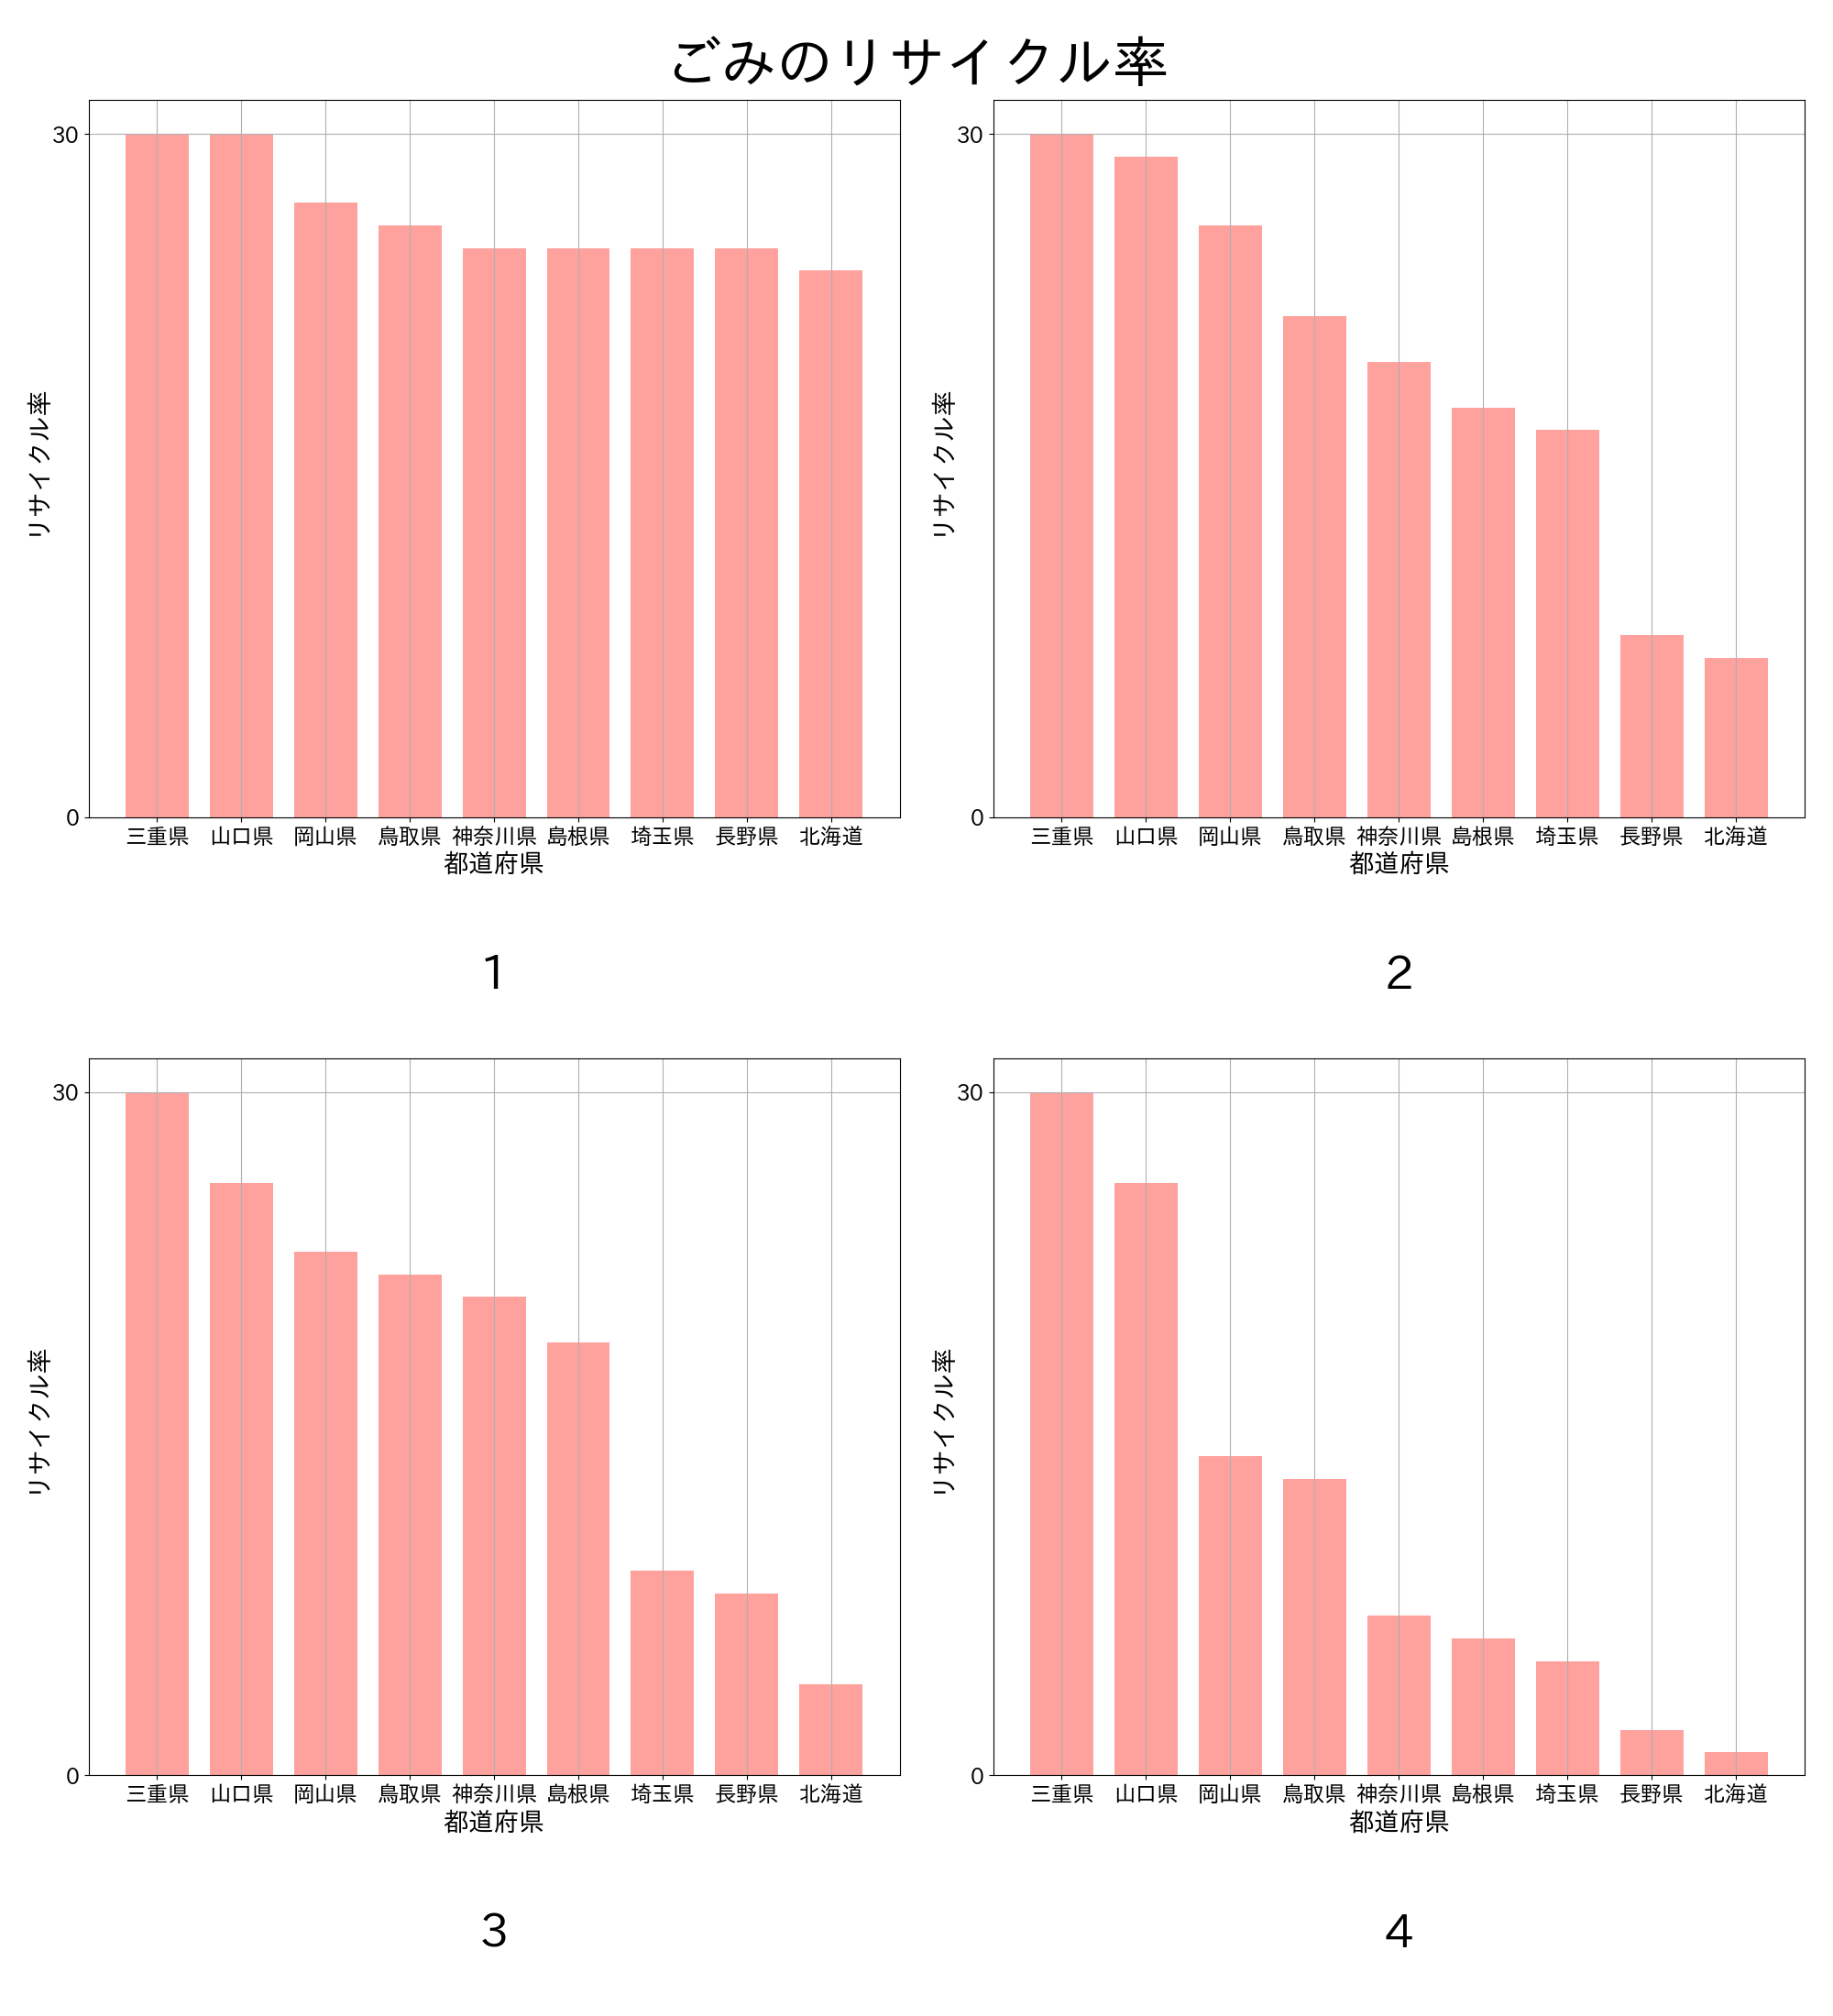 ごみのリサイクル率
30
0
リサイクル率
三重県 山口県 岡山県 鳥取県 神奈川県 島根県 埼玉県 長野県 北海道
都道府県
1
30
0
リサイクル率
三重県 山口県 岡山県 鳥取県 神奈川県 島根県 埼玉県 長野県 北海道
都道府県
2
30
0
リサイクル率
三重県 山口県 岡山県 鳥取県 神奈川県 島根県 埼玉県 長野県 北海道
都道府県
3
30
0
リサイクル率
三重県 山口県 岡山県 鳥取県 神奈川県 島根県 埼玉県 長野県 北海道
都道府県
4